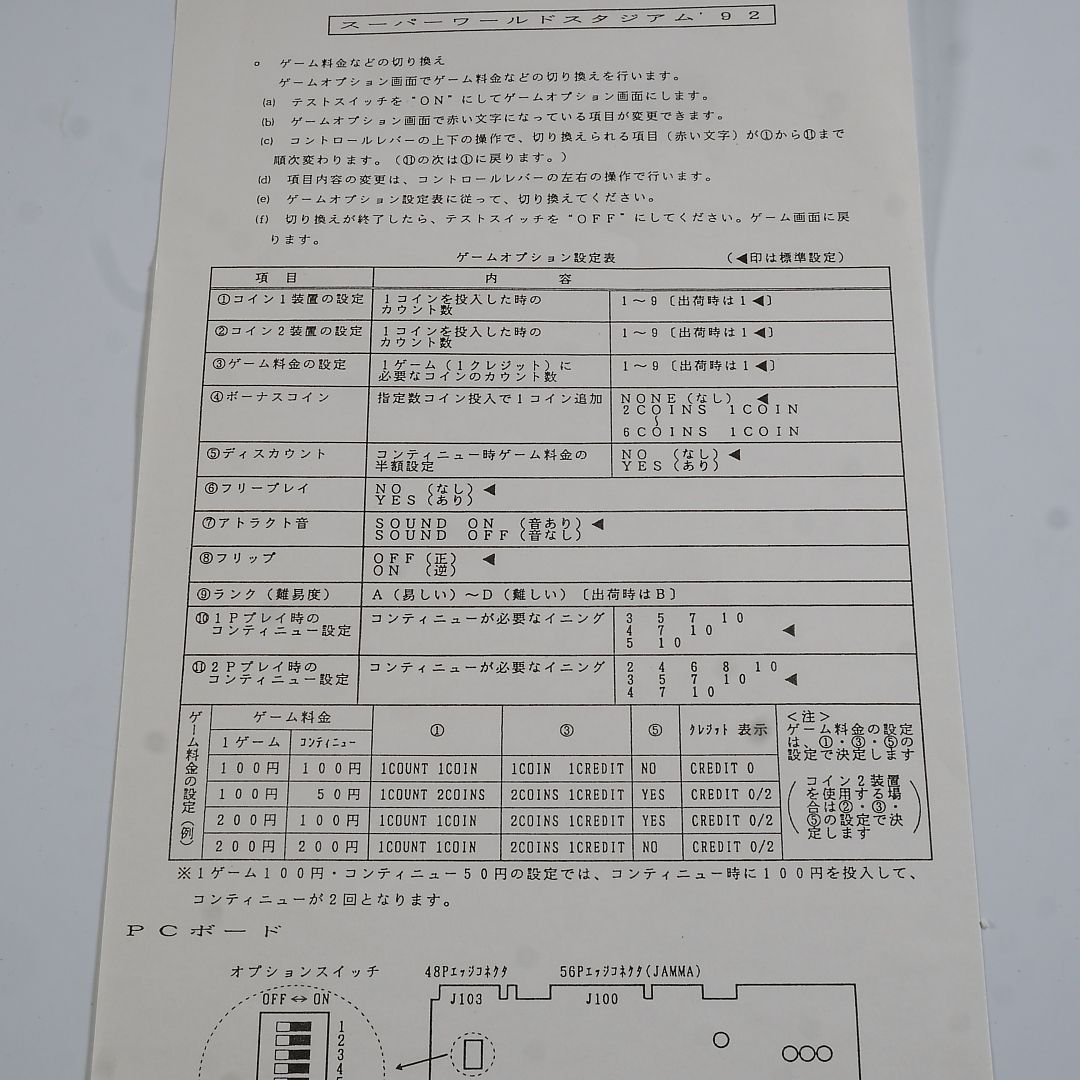 スーパーワールドスタジアム'92
○ ゲーム料金などの切り換え
ゲームオプション画面でゲーム料金などの切り換えを行います。
(a) テストスイッチを“ON”にしてゲームオプション画面にします。
(b) ゲームオプション画面で赤い文字になっている項目が変更できます。
(c) コントロールレバーの上下の操作で、切り換えられる項目(赤い文字)が①から⑪まで
順次変わります。(⑪の次は①に戻ります。)
(d) 項目内容の変更は、コントロールレバーの左右の操作で行います。
(e) ゲームオプション設定表に従って、切り換えてください。
(f) 切り換えが終了したら、テストスイッチを“OFF”にしてください。ゲーム画面に戻
ります。
ゲームオプション設定表 (◀印は標準設定)
項目 内容
①コイン1装置の設定 1コインを投入した時の 1～9〔出荷時は1◀〕
カウント数
②コイン2装置の設定 1コインを投入した時の 1～9〔出荷時は1◀〕
カウント数
③ゲーム料金の設定 1ゲーム(1クレジット)に 1～9〔出荷時は1◀〕
必要なコインのカウント数
④ボーナスコイン 指定数コイン投入で1コイン追加 NONE(なし) ◀
2COINS 1COIN
～
6COINS 1COIN
⑤ディスカウント コンティニュー時ゲーム料金の NO (なし) ◀
半額設定 YES(あり)
⑥フリープレイ NO (なし) ◀
YES(あり)
⑦アトラクト音 SOUND ON (音あり) ◀
SOUND OFF(音なし)
⑧フリップ OFF(正) ◀
ON (逆)
⑨ランク(難易度) A(易しい)～D(難しい)〔出荷時はB〕
⑩1Pプレイ時の コンティニューが必要なイニング 3 5 7 10
コンティニュー設定 4 7 10 ◀
5 10
⑪2Pプレイ時の コンティニューが必要なイニング 2 4 6 8 10
コンティニュー設定 3 5 7 10 ◀
4 7 10
ゲーム料金の設定(例)
ゲーム料金 ① ③ ⑤ クレジット 表示
1ゲーム コンティニュー
100円 100円 1COUNT 1COIN 1COIN 1CREDIT NO CREDIT 0
100円 50円 1COUNT 2COINS 2COINS 1CREDIT YES CREDIT 0/2
200円 100円 1COUNT 1COIN 2COINS 1CREDIT YES CREDIT 0/2
200円 200円 1COUNT 1COIN 2COINS 1CREDIT NO CREDIT 0/2
<注>
ゲーム料金の設定
は、①・③・⑤の
設定で決定します
(コイン2装置
を使用する場
合は②・③・
⑤の設定で決
定します)
※1ゲーム100円・コンティニュー50円の設定では、コンティニュー時に100円を投入して、
コンティニューが2回となります。
PCボード
オプションスイッチ 48Pエッジコネクタ 56Pエッジコネクタ(JAMMA)
OFF⇔ON J103 J100
1
2
3
4